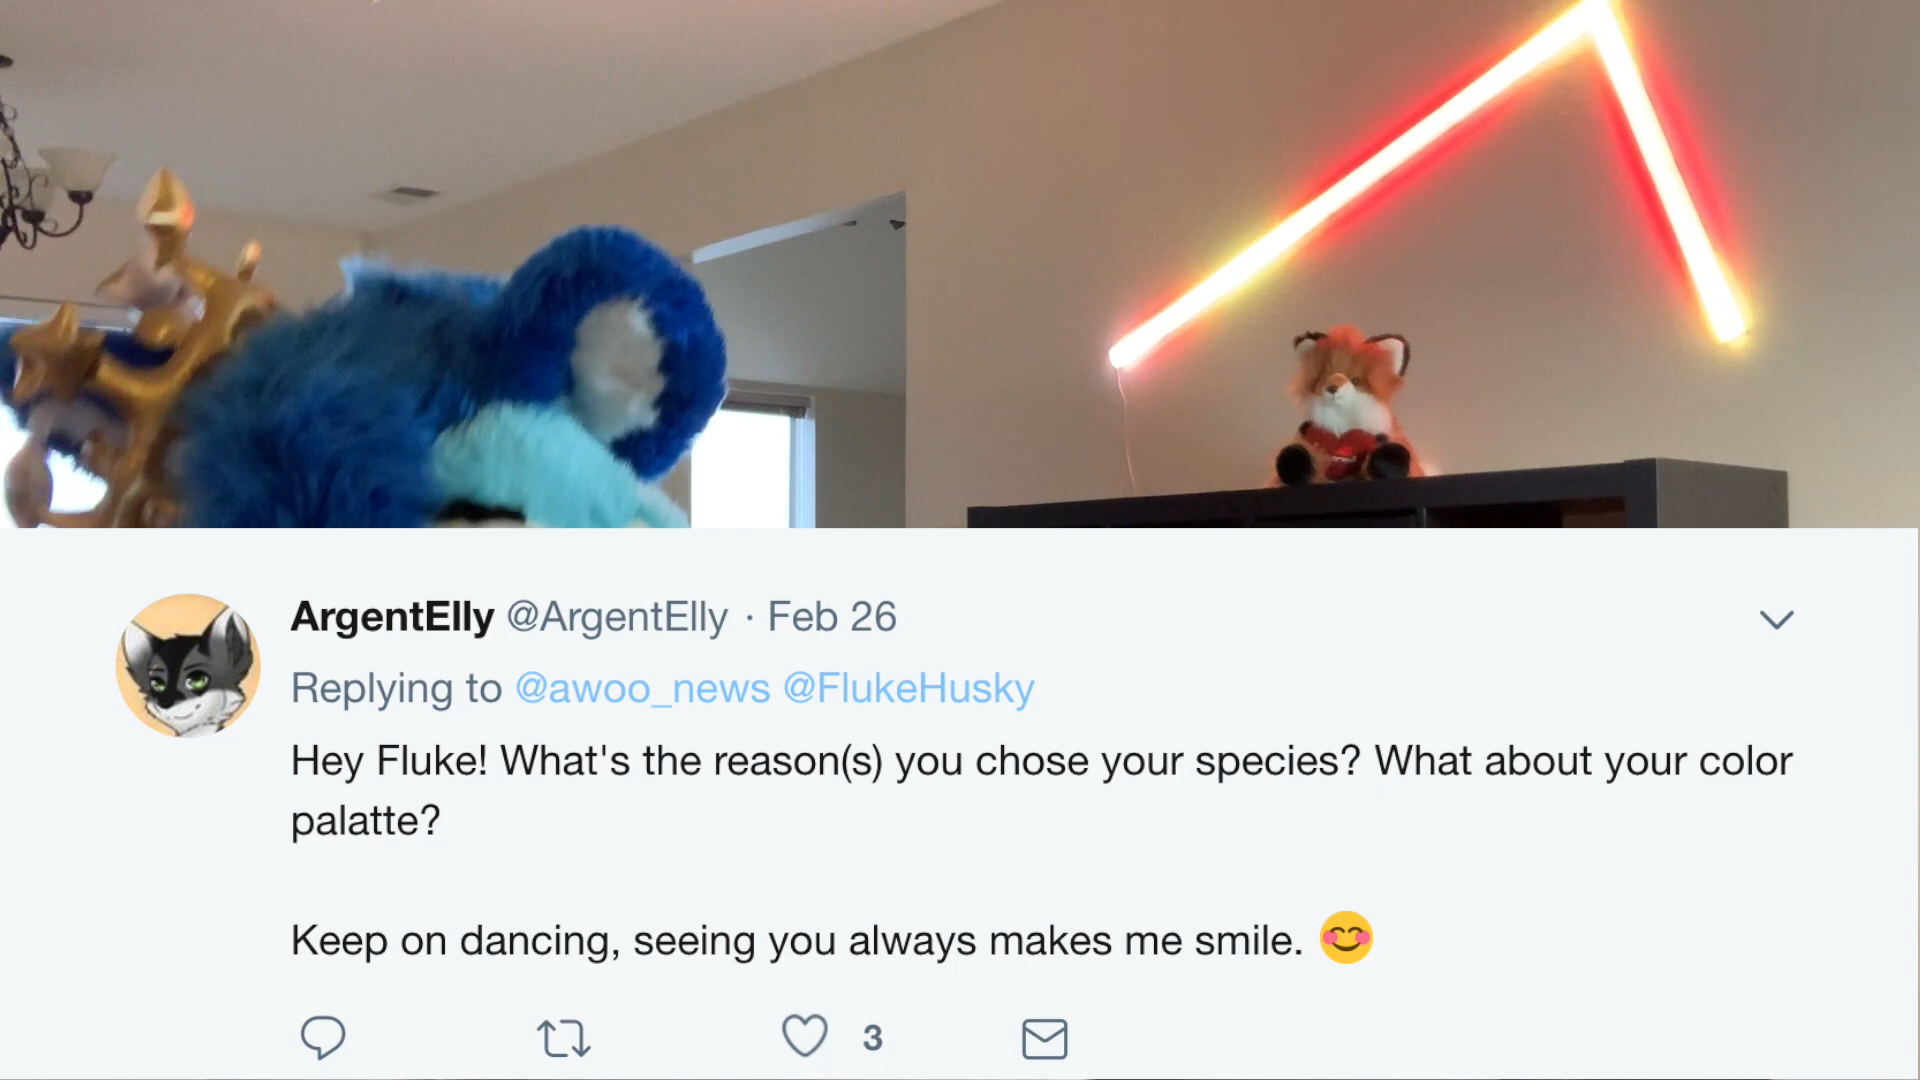 ArgentElly @ArgentElly · Feb 26
Replying to @awoo_news @FlukeHusky
Hey Fluke! What's the reason(s) you chose your species? What about your color
palatte?
Keep on dancing, seeing you always makes me smile. 😊
3